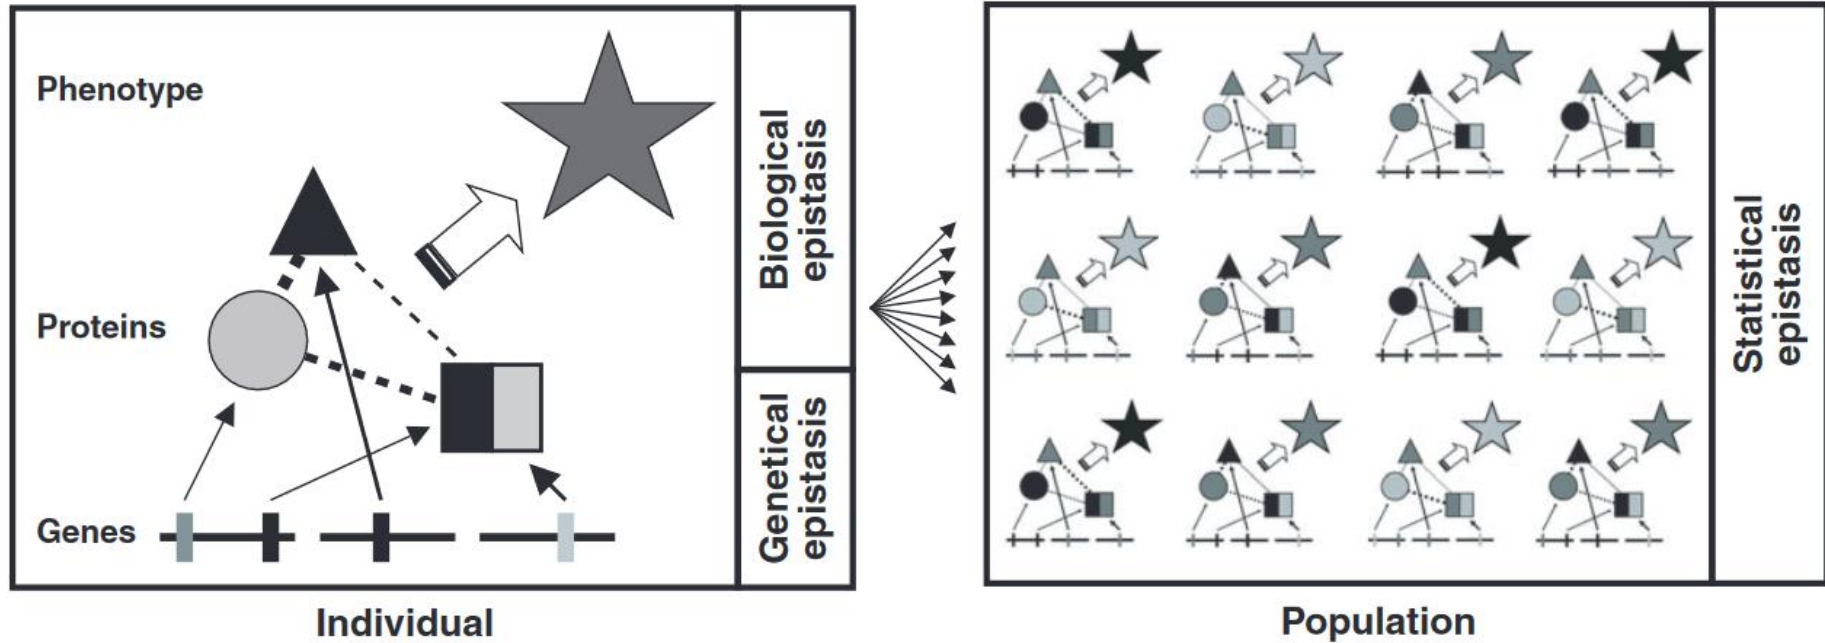 Phenotype
Proteins
Genes
Biological
epistasis
Genetical
epistasis
Individual
Statistical
epistasis
Population